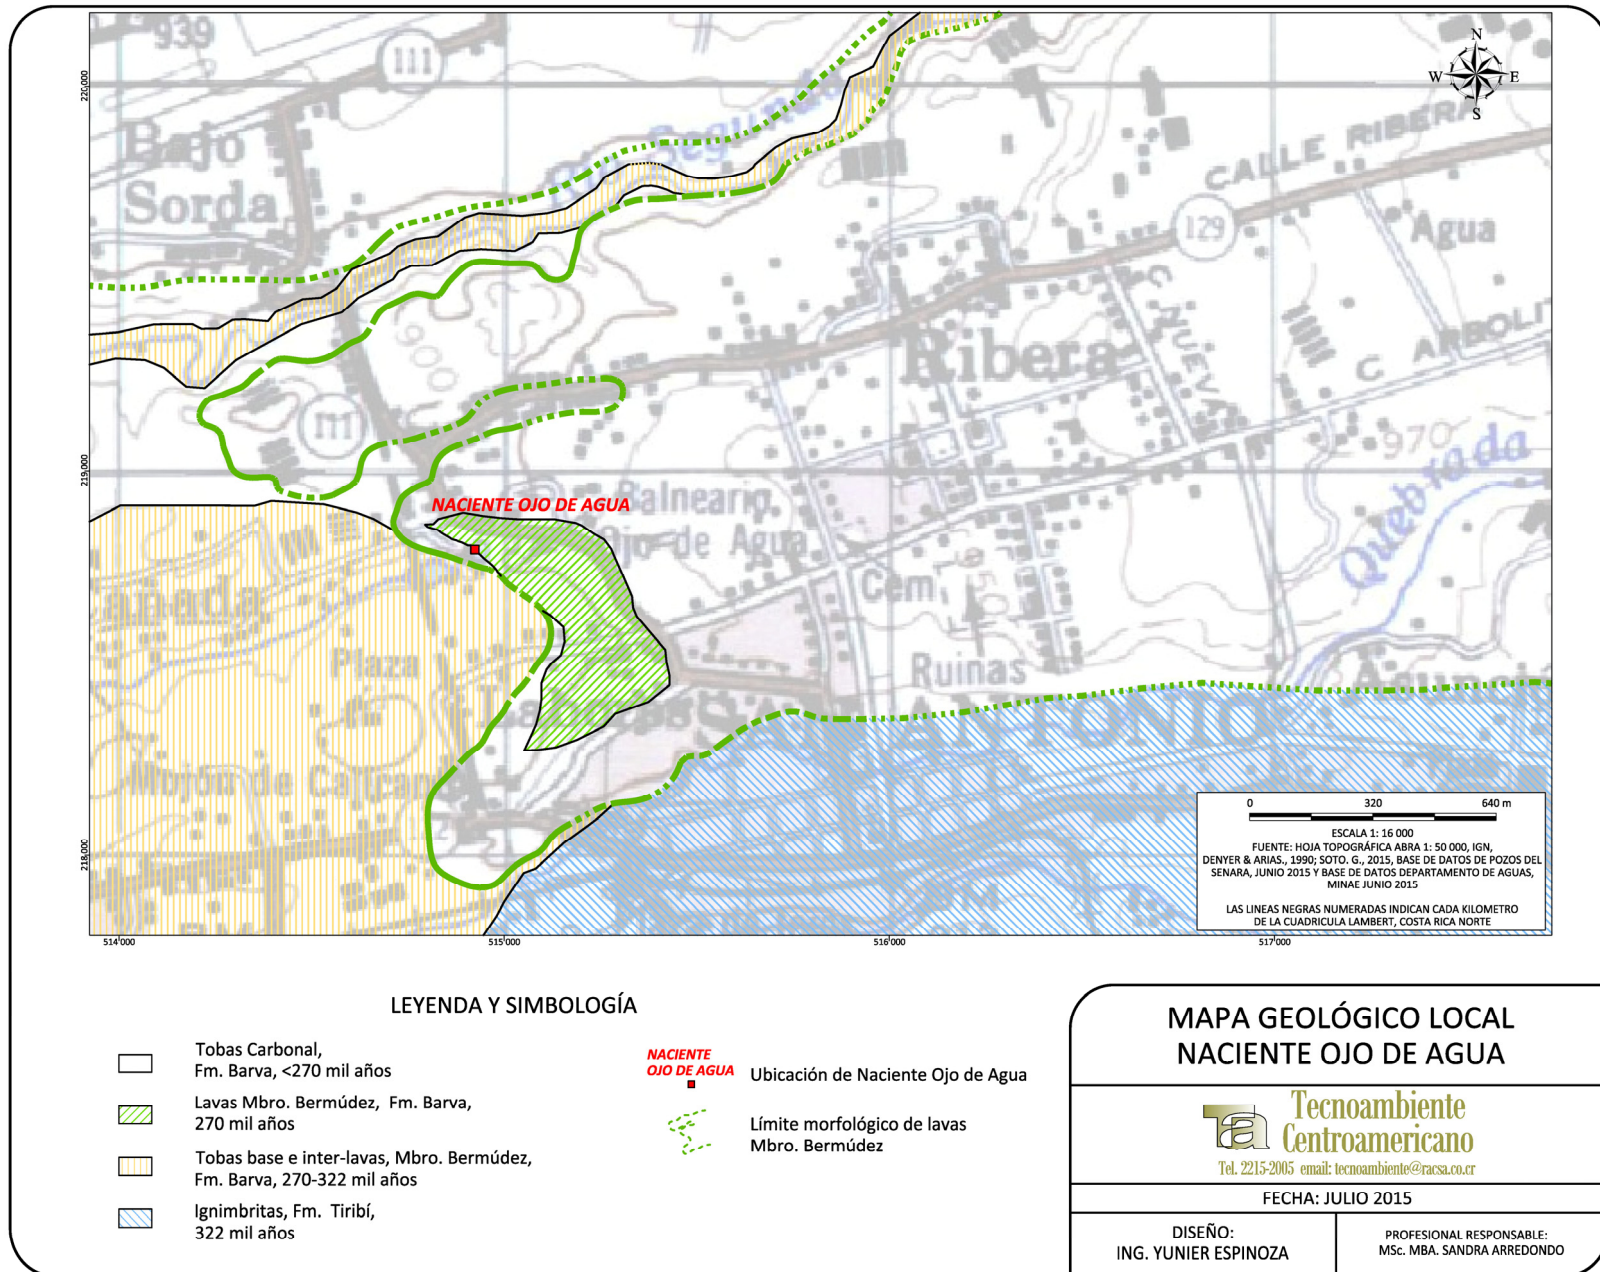 939
111
N
W
E
S
220'000
Bajo
Sorda
Segundo
CALLE RIBERA
129
Agua
C. NUEVA
Ribera
C ARBOLI
900
111
970
Quebrada
219'000
NACIENTE OJO DE AGUA
Balneario
Ojo de Agua
Cem
950
Plaza
Ruinas
218'000
0 320 640 m
ESCALA 1: 16 000
FUENTE: HOJA TOPOGRÁFICA ABRA 1: 50 000, IGN,
DENYER & ARIAS., 1990; SOTO. G., 2015, BASE DE DATOS DE POZOS DEL
SENARA, JUNIO 2015 Y BASE DE DATOS DEPARTAMENTO DE AGUAS,
MINAE JUNIO 2015
LAS LINEAS NEGRAS NUMERADAS INDICAN CADA KILOMETRO
DE LA CUADRICULA LAMBERT, COSTA RICA NORTE
514'000
515'000
516'000
517'000
LEYENDA Y SIMBOLOGÍA
Tobas Carbonal,
Fm. Barva, <270 mil años
Lavas Mbro. Bermúdez, Fm. Barva,
270 mil años
Tobas base e inter-lavas, Mbro. Bermúdez,
Fm. Barva, 270-322 mil años
Ignimbritas, Fm. Tiribí,
322 mil años
NACIENTE
OJO DE AGUA
Ubicación de Naciente Ojo de Agua
Límite morfológico de lavas
Mbro. Bermúdez
MAPA GEOLÓGICO LOCAL
NACIENTE OJO DE AGUA
Ta
Tecnoambiente
Centroamericano
Tel. 2215-2005 email: tecnoambiente@racsa.co.cr
FECHA: JULIO 2015
DISEÑO:
ING. YUNIER ESPINOZA
PROFESIONAL RESPONSABLE:
MSc. MBA. SANDRA ARREDONDO